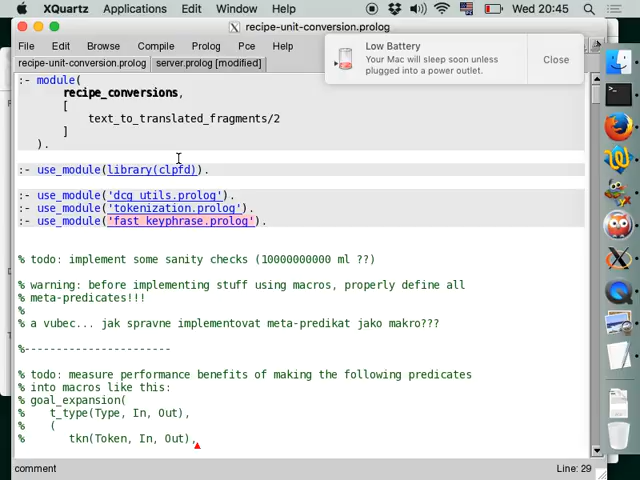 XQuartz Applications Edit Window Help Wed 20:45
recipe-unit-conversion.prolog
File Edit Browse Compile Prolog Pce Help
Low Battery
Your Mac will sleep soon unless
plugged into a power outlet.
Close
recipe-unit-conversion.prolog server.prolog [modified]
:- module(
recipe_conversions,
[
text_to_translated_fragments/2
]
).
:- use_module(library(clpfd)).
:- use_module('dcg_utils.prolog').
:- use_module('tokenization.prolog').
:- use_module('fast_keyphrase.prolog').
% todo: implement some sanity checks (10000000000 ml ??)
% warning: before implementing stuff using macros, properly define all
% meta-predicates!!!
%
% a vubec... jak spravne implementovat meta-predikat jako makro???
%-----------------------
% todo: measure performance benefits of making the following predicates
% into macros like this:
% goal_expansion(
% t_type(Type, In, Out),
% (
% tkn(Token, In, Out),
comment Line: 29